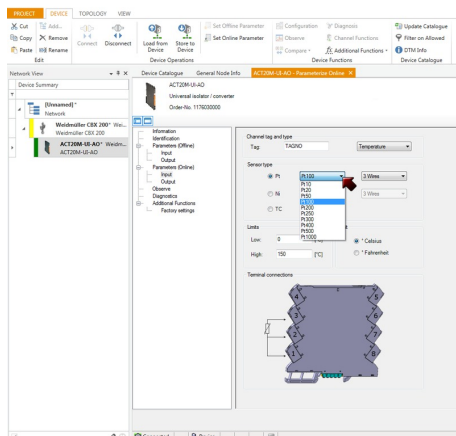 PROJECT DEVICE TOPOLOGY VIEW
Cut Add... Set Offline Parameter Configuration Diagnosis Update Catalogue
Copy Remove Connect Disconnect Load from Device Store to Device Set Online Parameter Observe Channel Functions Filter on Allowed
Paste Rename Compare Additional Functions DTM Info
Edit Device Operations Device Functions Device Catalogue
Network View Device Catalogue General Node Info ACT20M-UI-AO - Parameterize Online
Device Summary
ACT20M-UI-AO
Universal isolator / converter
Order-No. 1176030000
[Unnamed]*
Network
Weidmüller CBX 200* Wei...
Weidmüller CBX 200
ACT20M-UI-AO* Weidm...
ACT20M-UI-AO
Information
Identification
Parameters (Offline)
Input
Output
Parameters (Online)
Input
Output
Observe
Diagnostics
Additional Functions
Factory settings
Channel tag and type
Tag: TAGNO Temperature
Sensor type
Pt Pt100 3 Wires
Pt10
Pt20
Pt50
Pt100
Pt200
Pt250
Pt300
Pt400
Pt500
Pt1000
Ni 3 Wires
TC
Limits
Low: 0 [°C] ° Celsius
High: 150 [°C] ° Fahrenheit
Terminal connections
4 5
3 6
2 7
1 8